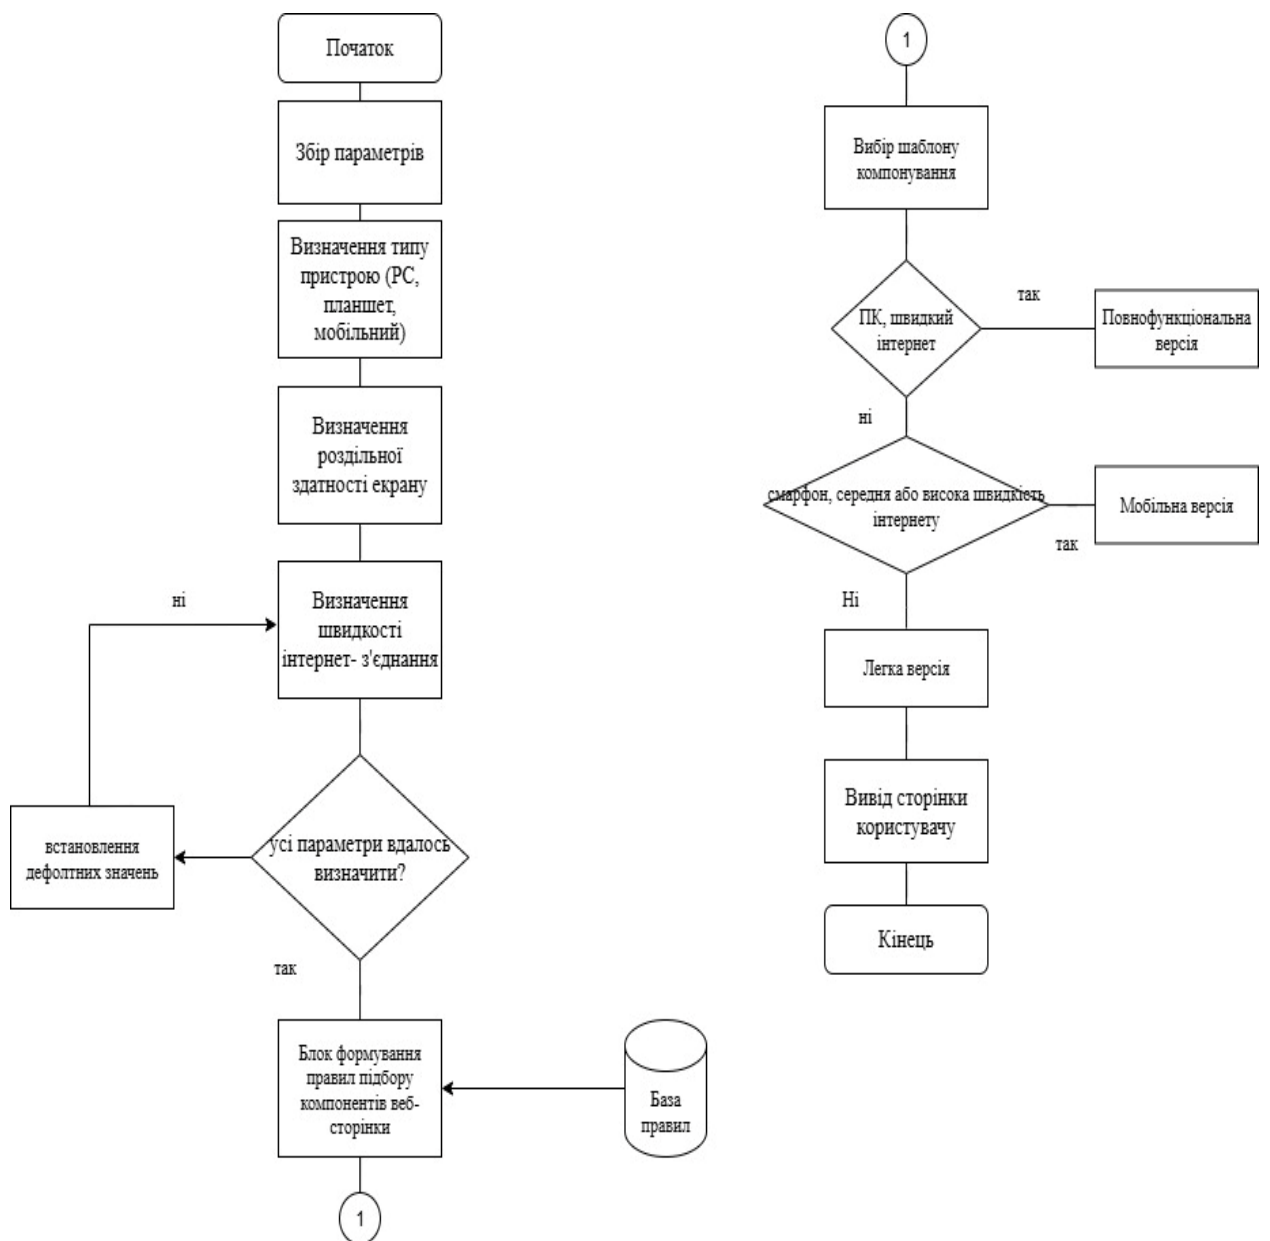 Початок
Збір параметрів
Визначення типу
пристрою (PC,
планшет,
мобільний)
Визначення
роздільної
здатності екрану
ні
Визначення
швидкості
інтернет- з'єднання
встановлення
дефолтних значень
усі параметри вдалось
визначити?
так
Блок формування
правил підбору
компонентів веб-
сторінки
База
правил
1
1
Вибір шаблону
компонування
ПК, швидкий
інтернет
так
Повнофункціональна
версія
ні
смарфон, середня або висока швидкість
інтернету
так
Мобільна версія
Ні
Легка версія
Вивід сторінки
користувачу
Кінець